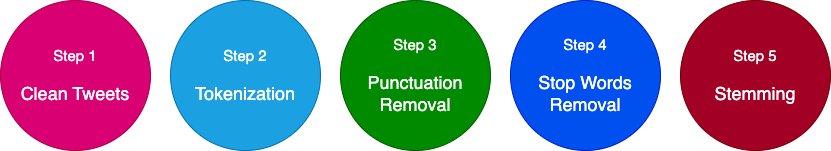 Step 1
Clean Tweets
Step 2
Tokenization
Step 3
Punctuation
Removal
Step 4
Stop Words
Removal
Step 5
Stemming